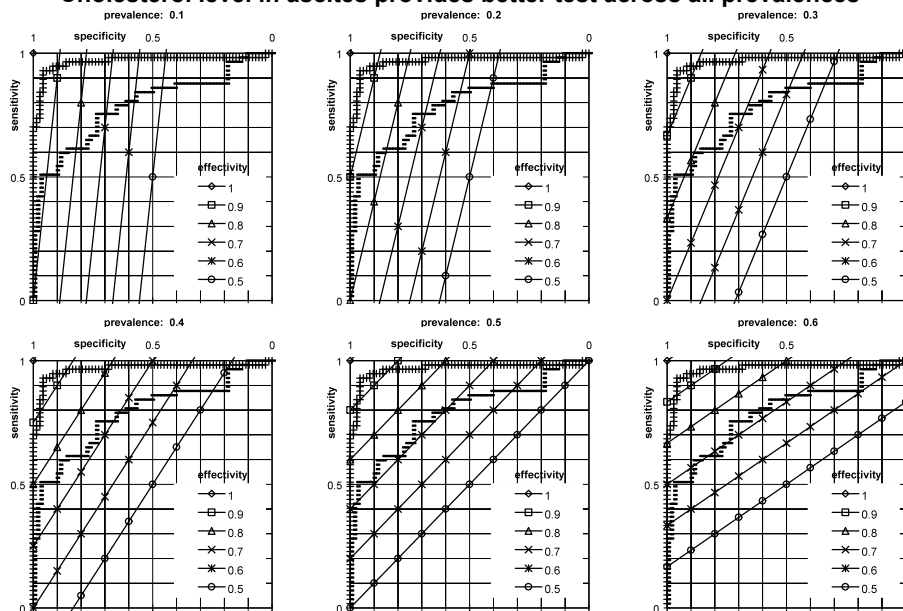 Cholesterol level in ascites provides better test across all prevalences
prevalence: 0.1
specificity
1 0.5 0
1
sensitivity
0.5
0
effectivity
1
0.9
0.8
0.7
0.6
0.5
prevalence: 0.2
specificity
1 0.5 0
1
sensitivity
0.5
0
effectivity
1
0.9
0.8
0.7
0.6
0.5
prevalence: 0.3
specificity
1 0.5
1
sensitivity
0.5
0
effectivity
1
0.9
0.8
0.7
0.6
0.5
prevalence: 0.4
specificity
1 0.5 0
1
sensitivity
0.5
0
effectivity
1
0.9
0.8
0.7
0.6
0.5
prevalence: 0.5
specificity
1 0.5 0
1
sensitivity
0.5
0
effectivity
1
0.9
0.8
0.7
0.6
0.5
prevalence: 0.6
specificity
1 0.5
1
sensitivity
0.5
0
effectivity
1
0.9
0.8
0.7
0.6
0.5